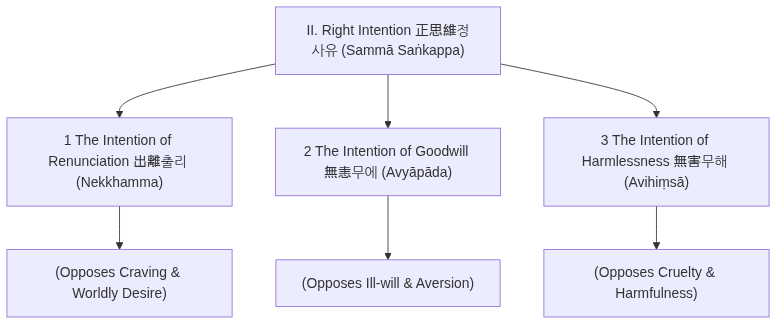 II. Right Intention 正思維정
사유 (Sammā Saṅkappa)
1 The Intention of
Renunciation 出離출리
(Nekkhamma)
2 The Intention of Goodwill
無恚무에 (Avyāpāda)
3 The Intention of
Harmlessness 無害무해
(Avihiṃsā)
(Opposes Craving &
Worldly Desire)
(Opposes Ill-will & Aversion)
(Opposes Cruelty &
Harmfulness)